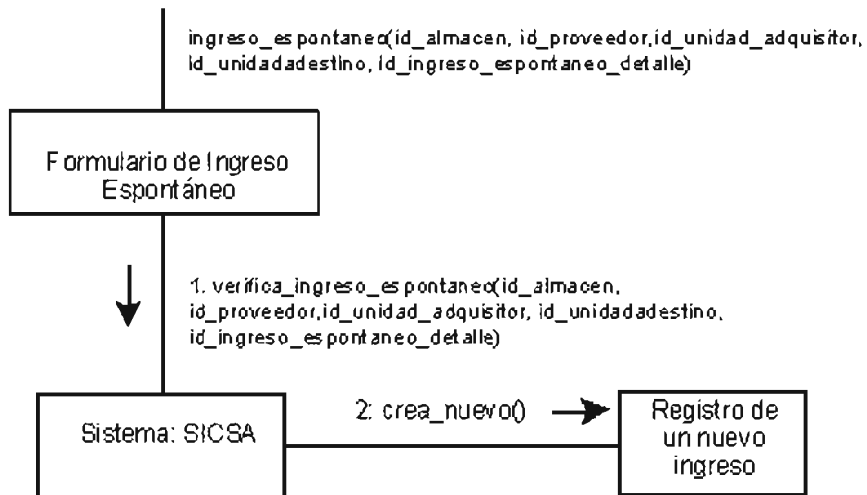 ingreso_espontaneo(id_almacen, id_proveedor,id_unidad_adquisitor,
id_unidadadestino, id_ingreso_espontaneo_detalle)
Formulario de Ingreso
Espontáneo
1. verifica_ingreso_espontaneo(id_almacen,
id_proveedor,id_unidad_adquisitor, id_unidadadestino,
id_ingreso_espontaneo_detalle)
Sistema: SICSA
2: crea_nuevo()
Registro de
un nuevo
ingreso